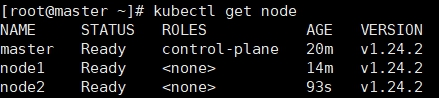 [root@master ~]# kubectl get node
NAME     STATUS   ROLES           AGE   VERSION
master   Ready    control-plane   20m   v1.24.2
node1    Ready    <none>          14m   v1.24.2
node2    Ready    <none>          93s   v1.24.2